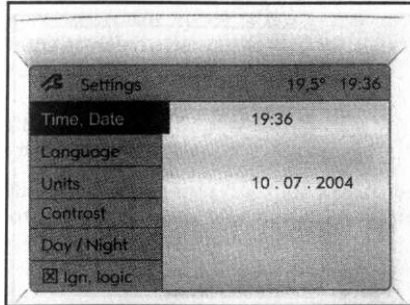 Settings 19,5° 19:36
Time, Date 19:36
Language
Units 10 . 07 . 2004
Contrast
Day / Night
Ign. logic